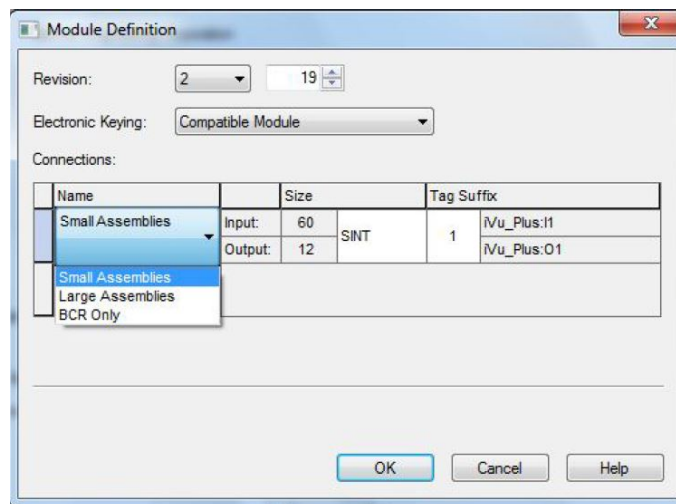 Module Definition
Revision: 2 19
Electronic Keying: Compatible Module
Connections:
Name Size Tag Suffix
Small Assemblies Input: 60 SINT 1 iVu_Plus:I1
Output: 12 iVu_Plus:O1
Small Assemblies
Large Assemblies
BCR Only
OK Cancel Help